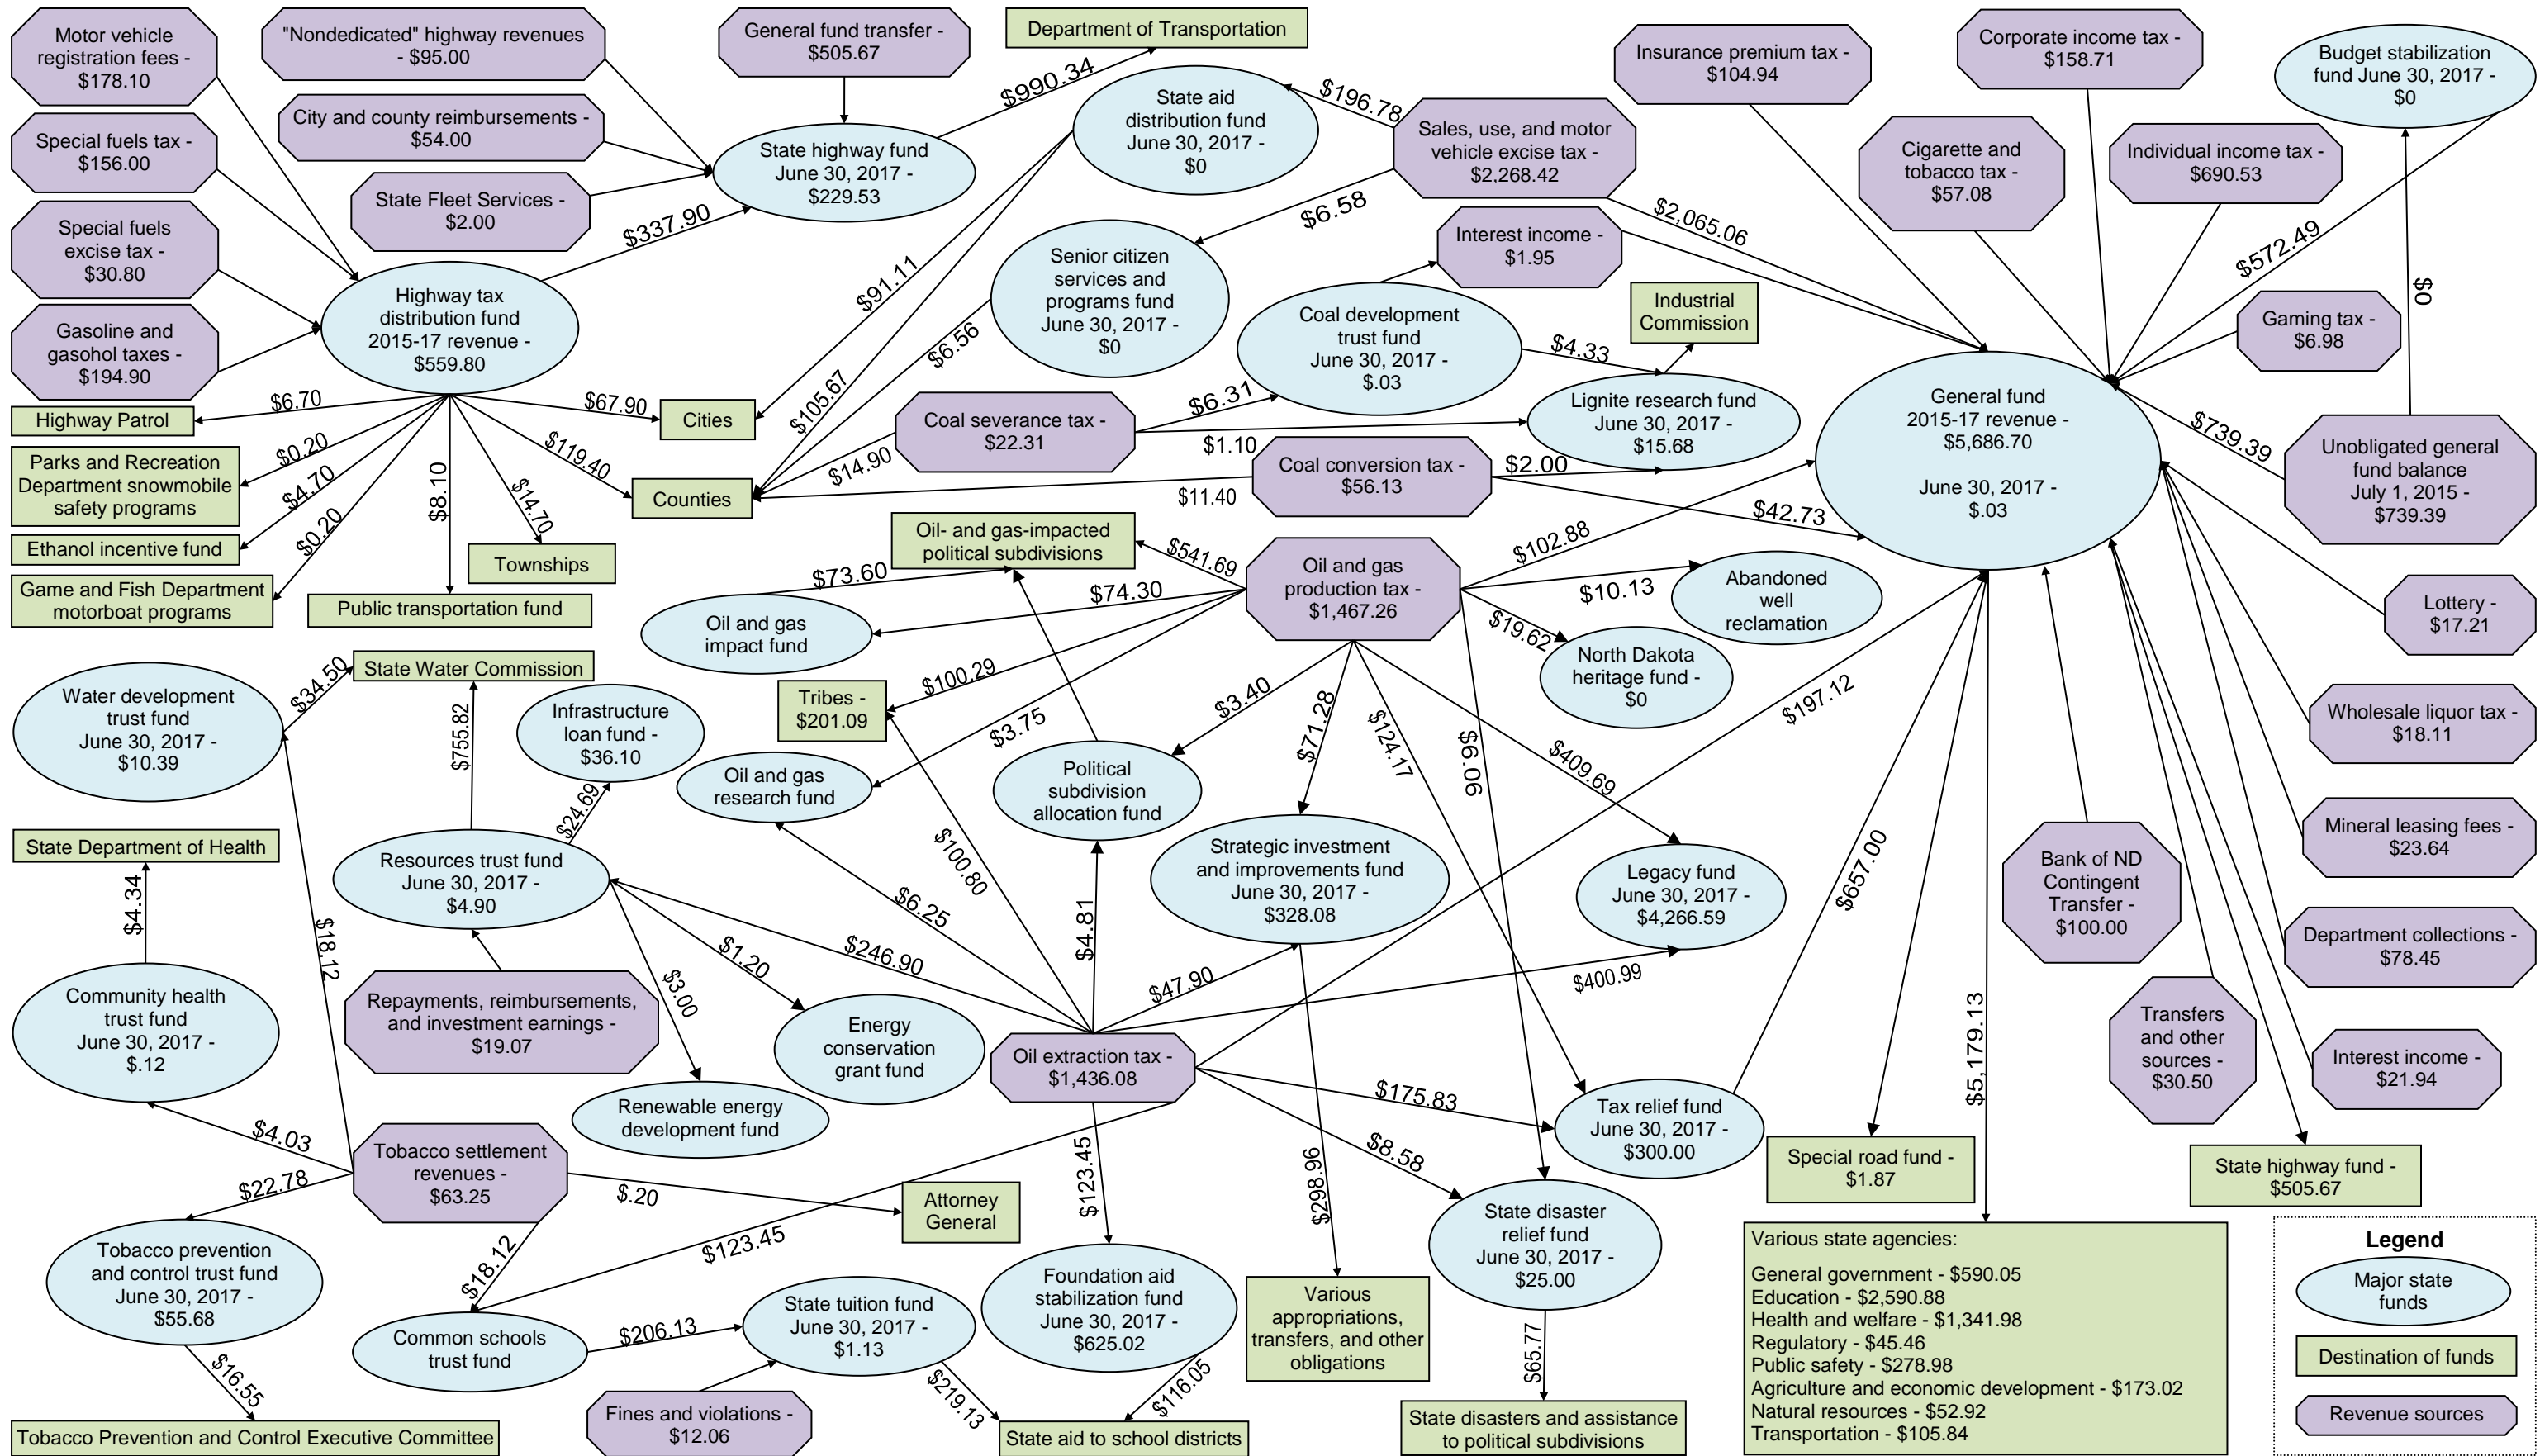 Motor vehicle
registration fees -
$178.10
"Nondedicated" highway revenues
- $95.00
General fund transfer -
$505.67
Department of Transportation
$990.34
State aid
distribution fund
June 30, 2017 -
$0
$196.78
Insurance premium tax -
$104.94
Corporate income tax -
$158.71
Budget stabilization
fund June 30, 2017 -
$0
Special fuels tax -
$156.00
City and county reimbursements -
$54.00
State highway fund
June 30, 2017 -
$229.53
Sales, use, and motor
vehicle excise tax -
$2,268.42
Cigarette and
tobacco tax -
$57.08
Individual income tax -
$690.53
State Fleet Services -
$2.00
$337.90
$6.58
$2,065.06
$572.49
$0
Special fuels
excise tax -
$30.80
Interest income -
$1.95
Senior citizen
services and
programs fund
June 30, 2017 -
$0
$91.11
Industrial
Commission
Gaming tax -
$6.98
Gasoline and
gasohol taxes -
$194.90
Highway tax
distribution fund
2015-17 revenue -
$559.80
$6.56
Coal development
trust fund
June 30, 2017 -
$.03
$4.33
$105.67
Highway Patrol
$6.70
$67.90
Cities
Coal severance tax -
$22.31
$6.31
Lignite research fund
June 30, 2017 -
$15.68
General fund
2015-17 revenue -
$5,686.70
June 30, 2017 -
$.03
$739.39
Unobligated general
fund balance
July 1, 2015 -
$739.39
Parks and Recreation
Department snowmobile
safety programs
$0.20
$4.70
$0.20
$8.10
$119.40
$14.70
Counties
$14.90
$1.10
Coal conversion tax -
$56.13
$2.00
$11.40
$42.73
Ethanol incentive fund
Townships
Oil- and gas-impacted
political subdivisions
$541.69
Oil and gas
production tax -
$1,467.26
$102.88
Game and Fish Department
motorboat programs
Public transportation fund
$73.60
$74.30
$10.13
Abandoned
well
reclamation
Lottery -
$17.21
Oil and gas
impact fund
$19.62
North Dakota
heritage fund -
$0
Water development
trust fund
June 30, 2017 -
$10.39
$34.50
State Water Commission
$755.82
Infrastructure
loan fund -
$36.10
Tribes -
$201.09
$100.29
$3.75
$3.40
$71.28
$124.17
$6.06
$409.69
$197.12
Wholesale liquor tax -
$18.11
Oil and gas
research fund
Political
subdivision
allocation fund
$24.69
State Department of Health
$4.34
Resources trust fund
June 30, 2017 -
$4.90
$100.80
$6.25
Strategic investment
and improvements fund
June 30, 2017 -
$328.08
Legacy fund
June 30, 2017 -
$4,266.59
$657.00
Bank of ND
Contingent
Transfer -
$100.00
Mineral leasing fees -
$23.64
$18.12
$246.90
$4.81
$1.20
$3.00
$47.90
$400.99
Department collections -
$78.45
Community health
trust fund
June 30, 2017 -
$.12
Repayments, reimbursements,
and investment earnings -
$19.07
Energy
conservation
grant fund
Oil extraction tax -
$1,436.08
$5,179.13
Transfers
and other
sources -
$30.50
Interest income -
$21.94
Renewable energy
development fund
$175.83
Tax relief fund
June 30, 2017 -
$300.00
$4.03
$22.78
Tobacco settlement
revenues -
$63.25
$.20
Attorney
General
$123.45
$123.45
$8.58
$298.96
Special road fund -
$1.87
State highway fund -
$505.67
Tobacco prevention
and control trust fund
June 30, 2017 -
$55.68
$18.12
State disaster
relief fund
June 30, 2017 -
$25.00
Common schools
trust fund
$206.13
State tuition fund
June 30, 2017 -
$1.13
Foundation aid
stabilization fund
June 30, 2017 -
$625.02
Various
appropriations,
transfers, and other
obligations
$65.77
$16.55
Fines and violations -
$12.06
$219.13
$116.05
Tobacco Prevention and Control Executive Committee
State aid to school districts
State disasters and assistance
to political subdivisions
Various state agencies:
General government - $590.05
Education - $2,590.88
Health and welfare - $1,341.98
Regulatory - $45.46
Public safety - $278.98
Agriculture and economic development - $173.02
Natural resources - $52.92
Transportation - $105.84
Legend
Major state
funds
Destination of funds
Revenue sources